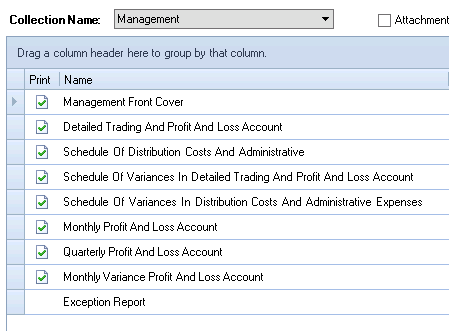 Collection Name: Management Attachment
Drag a column header here to group by that column.
Print Name
Management Front Cover
Detailed Trading And Profit And Loss Account
Schedule Of Distribution Costs And Administrative
Schedule Of Variances In Detailed Trading And Profit And Loss Account
Schedule Of Variances In Distribution Costs And Administrative Expenses
Monthly Profit And Loss Account
Quarterly Profit And Loss Account
Monthly Variance Profit And Loss Account
Exception Report